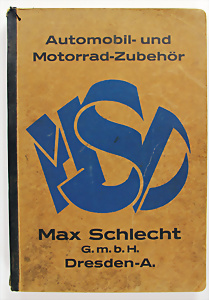 Automobil- und
Motorrad-Zubehör
MSD
Max Schlecht
G. m. b. H.
Dresden-A.